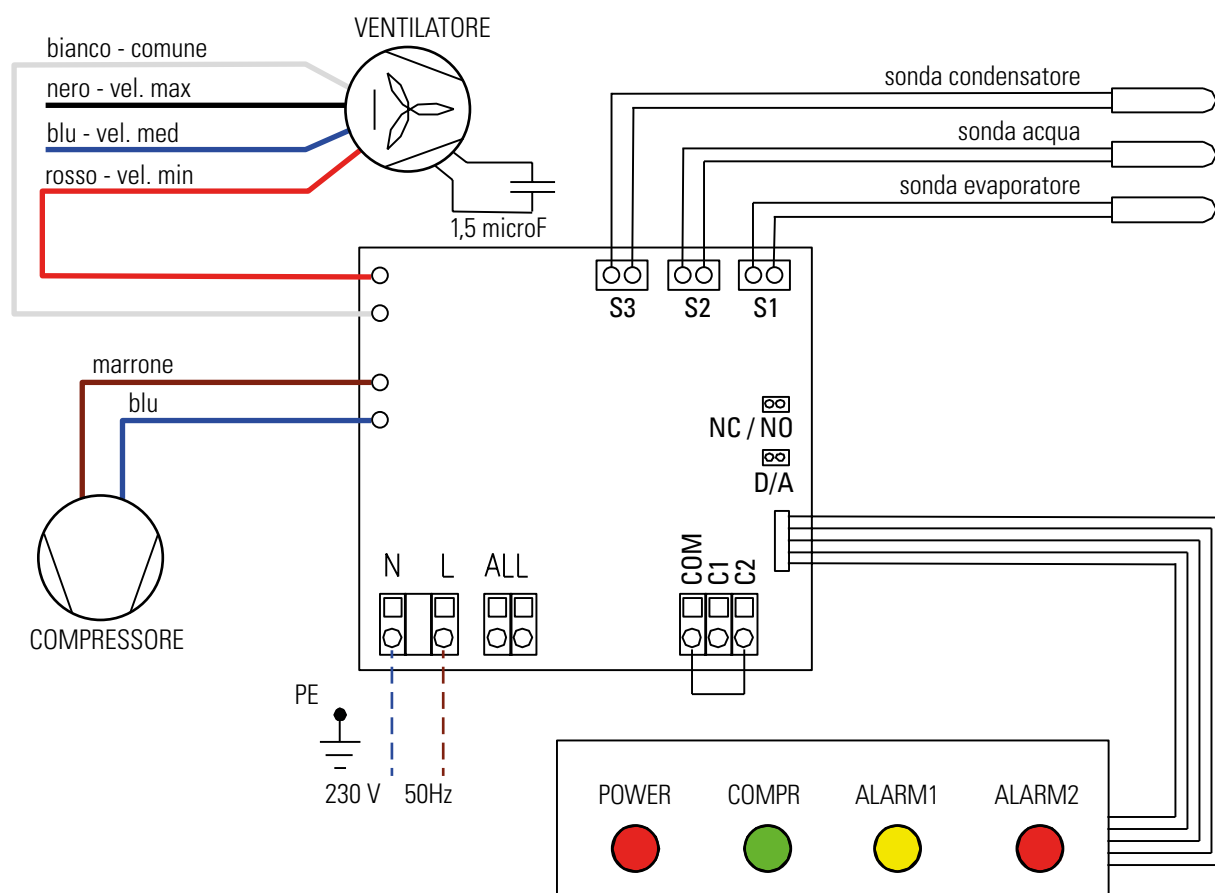 VENTILATORE
bianco - comune
nero - vel. max
blu - vel. med
rosso - vel. min
1,5 microF
sonda condensatore
sonda acqua
sonda evaporatore
S3 S2 S1
marrone
blu
NC / NO
D/A
COMPRESSORE
N L ALL
COM C1 C2
PE
230 V 50Hz
POWER COMPR ALARM1 ALARM2